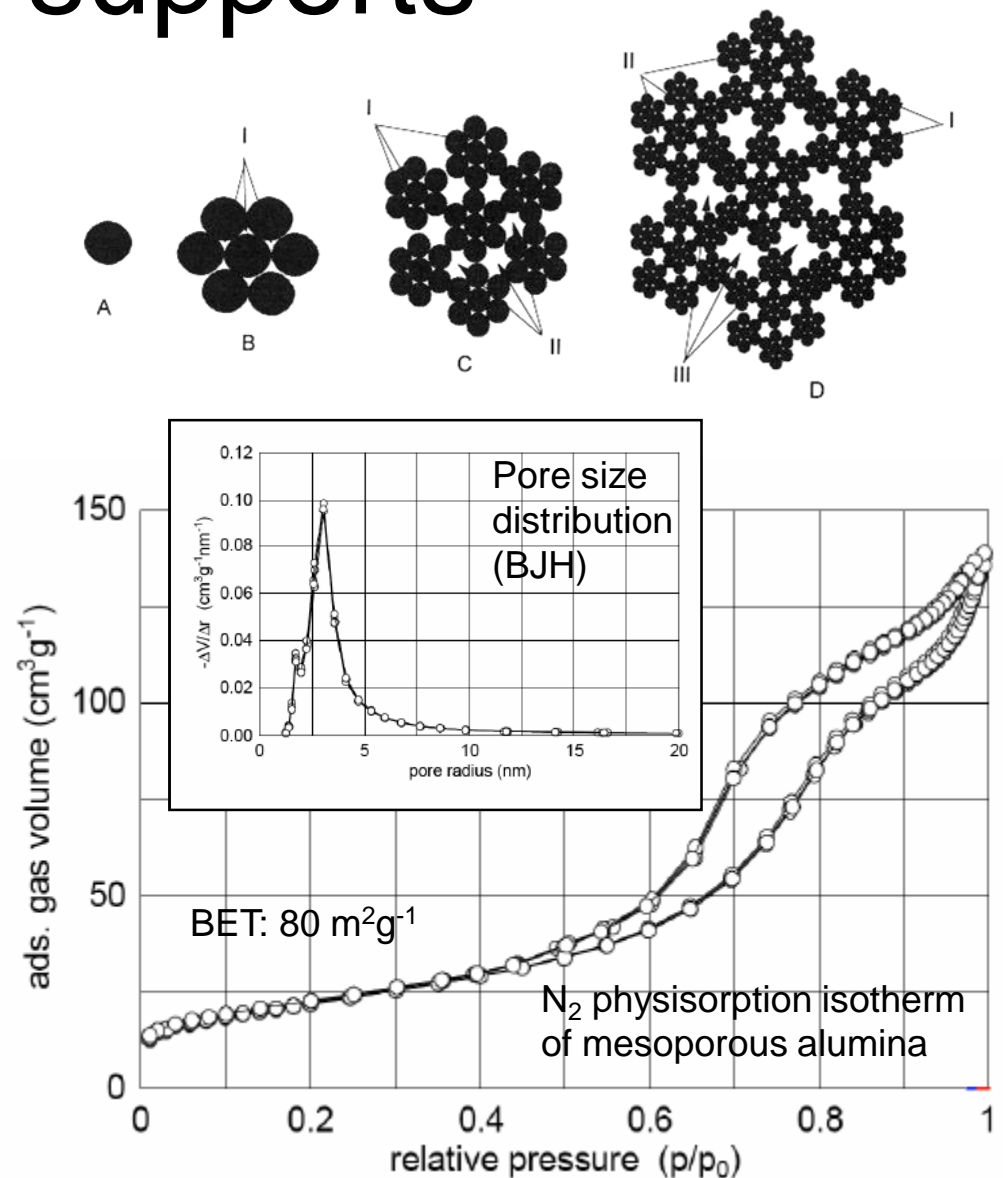 supports
I
A
B
I
C
II
II
I
III
D
Pore size
distribution
(BJH)
0.12
0.10
0.08
0.06
0.04
0.02
0.00
-ΔV/Δr (cm³g⁻¹nm⁻¹)
0 5 10 15 20
pore radius (nm)
150
100
50
0
ads. gas volume (cm³g⁻¹)
BET: 80 m²g⁻¹
N₂ physisorption isotherm
of mesoporous alumina
0 0.2 0.4 0.6 0.8 1
relative pressure (p/p₀)